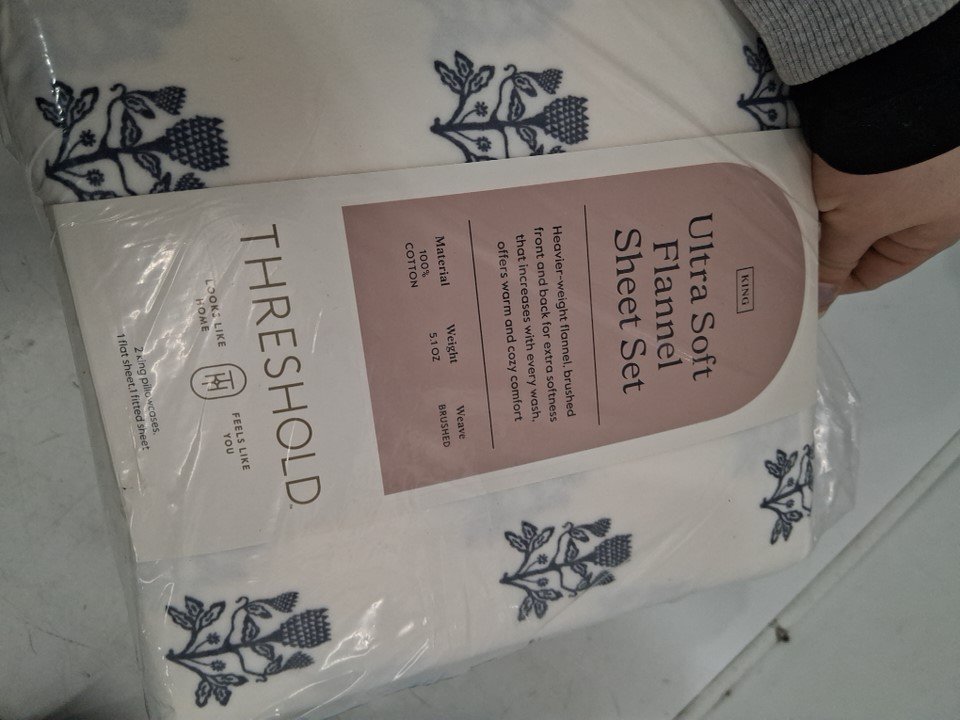 KING
Ultra Soft
Flannel
Sheet Set
Heavier-weight flannel, brushed
front and back for extra softness
that increases with every wash,
offers warm and cozy comfort
Material
100%
COTTON
Weight
5.1 OZ
Weave
BRUSHED
THRESHOLD™
LOOKS LIKE
HOME
FEELS LIKE
YOU
2 king pillowcases,
1 flat sheet, 1 fitted sheet